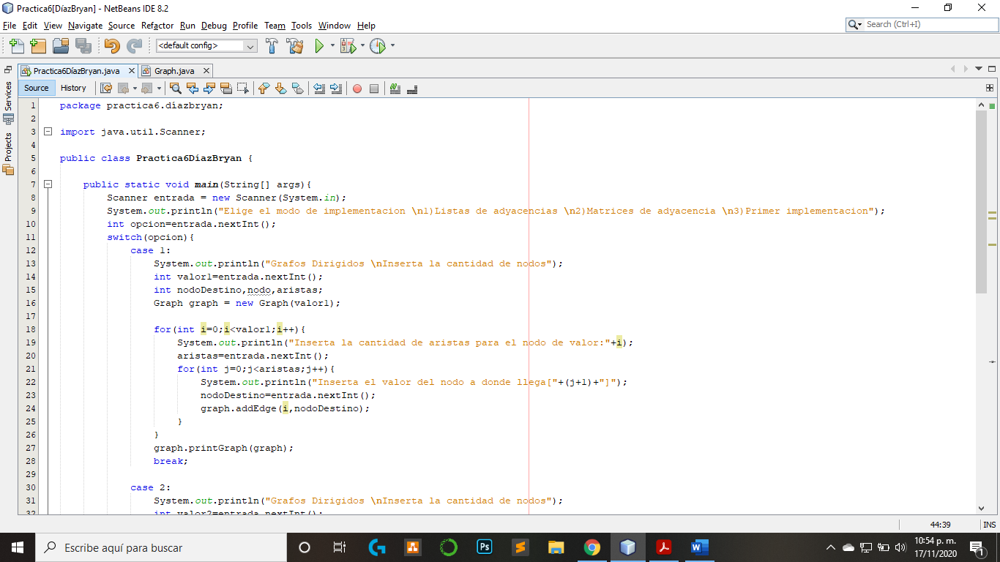 Practica6[DíazBryan] - NetBeans IDE 8.2
File Edit View Navigate Source Refactor Run Debug Profile Team Tools Window Help
Search (Ctrl+I)
<default config>
Practica6DíazBryan.java
Graph.java
Source
History
Services
Projects
1 package practica6.díazbryan;
2
3 import java.util.Scanner;
4
5 public class Practica6DíazBryan {
6
7 public static void main(String[] args){
8 Scanner entrada = new Scanner(System.in);
9 System.out.println("Elige el modo de implementacion \n1)Listas de adyacencias \n2)Matrices de adyacencia \n3)Primer implementacion");
10 int opcion=entrada.nextInt();
11 switch(opcion){
12 case 1:
13 System.out.println("Grafos Dirigidos \nInserta la cantidad de nodos");
14 int valor1=entrada.nextInt();
15 int nodoDestino,nodo,aristas;
16 Graph graph = new Graph(valor1);
17
18 for(int i=0;i<valor1;i++){
19 System.out.println("Inserta la cantidad de aristas para el nodo de valor:"+i);
20 aristas=entrada.nextInt();
21 for(int j=0;j<aristas;j++){
22 System.out.println("Inserta el valor del nodo a donde llega["+(j+1)+"]");
23 nodoDestino=entrada.nextInt();
24 graph.addEdge(i,nodoDestino);
25 }
26 }
27 graph.printGraph(graph);
28 break;
29
30 case 2:
31 System.out.println("Grafos Dirigidos \nInserta la cantidad de nodos");
32 int valor2=entrada.nextInt();
44:39 INS
Escribe aquí para buscar
Ps
W
10:54 p. m.
17/11/2020
1